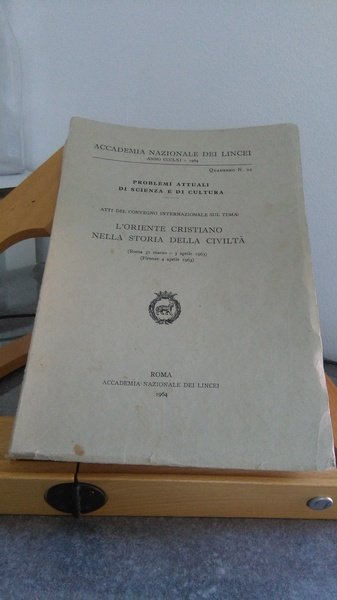 ACCADEMIA NAZIONALE DEI LINCEI
ANNO CCCLXI - 1964
QUADERNO N. 62
PROBLEMI ATTUALI
DI SCIENZA E DI CULTURA
ATTI DEL CONVEGNO INTERNAZIONALE SUL TEMA:
L'ORIENTE CRISTIANO
NELLA STORIA DELLA CIVILTÀ
(Roma 31 marzo - 3 aprile 1963)
(Firenze 4 aprile 1963)
ROMA
ACCADEMIA NAZIONALE DEI LINCEI
1964